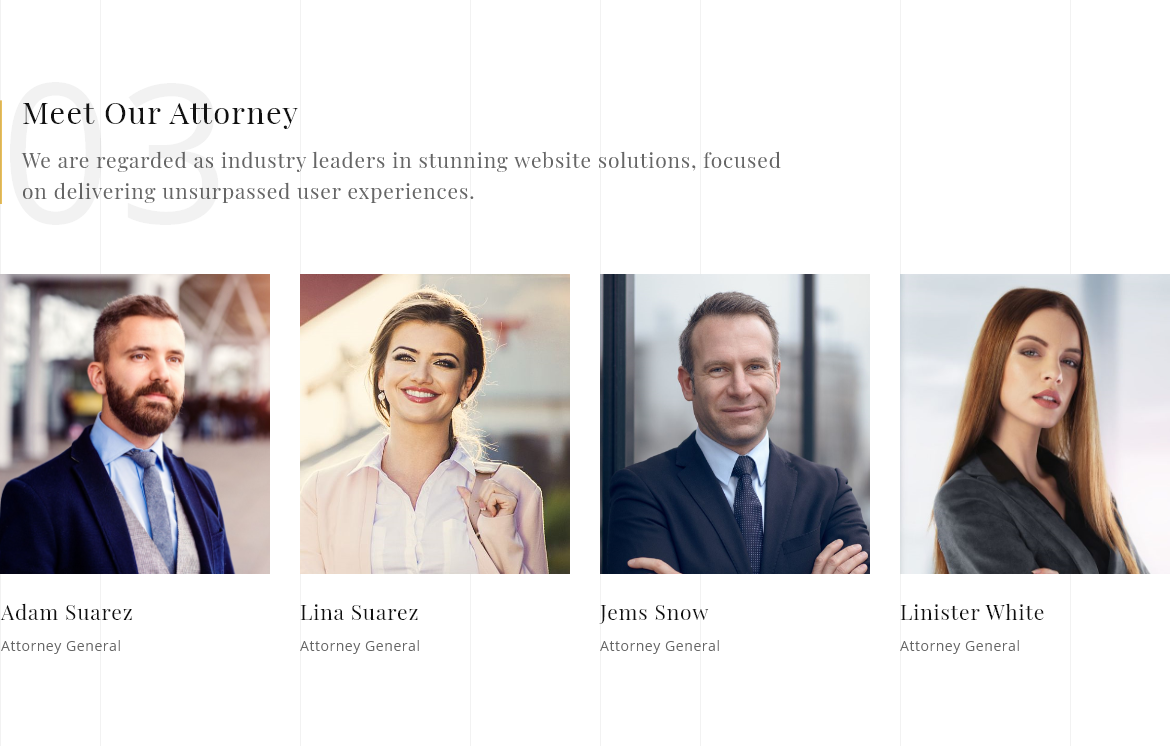 03
Meet Our Attorney
We are regarded as industry leaders in stunning website solutions, focused
on delivering unsurpassed user experiences.
Adam Suarez
Attorney General
Lina Suarez
Attorney General
Jems Snow
Attorney General
Linister White
Attorney General